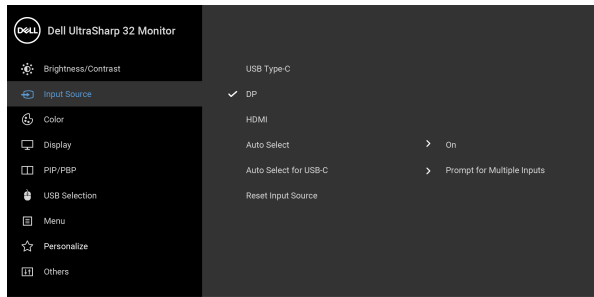 DELL Dell UltraSharp 32 Monitor
Brightness/Contrast
USB Type-C
Input Source
DP
Color
HDMI
Display
Auto Select
On
PIP/PBP
Auto Select for USB-C
Prompt for Multiple Inputs
USB Selection
Reset Input Source
Menu
Personalize
Others